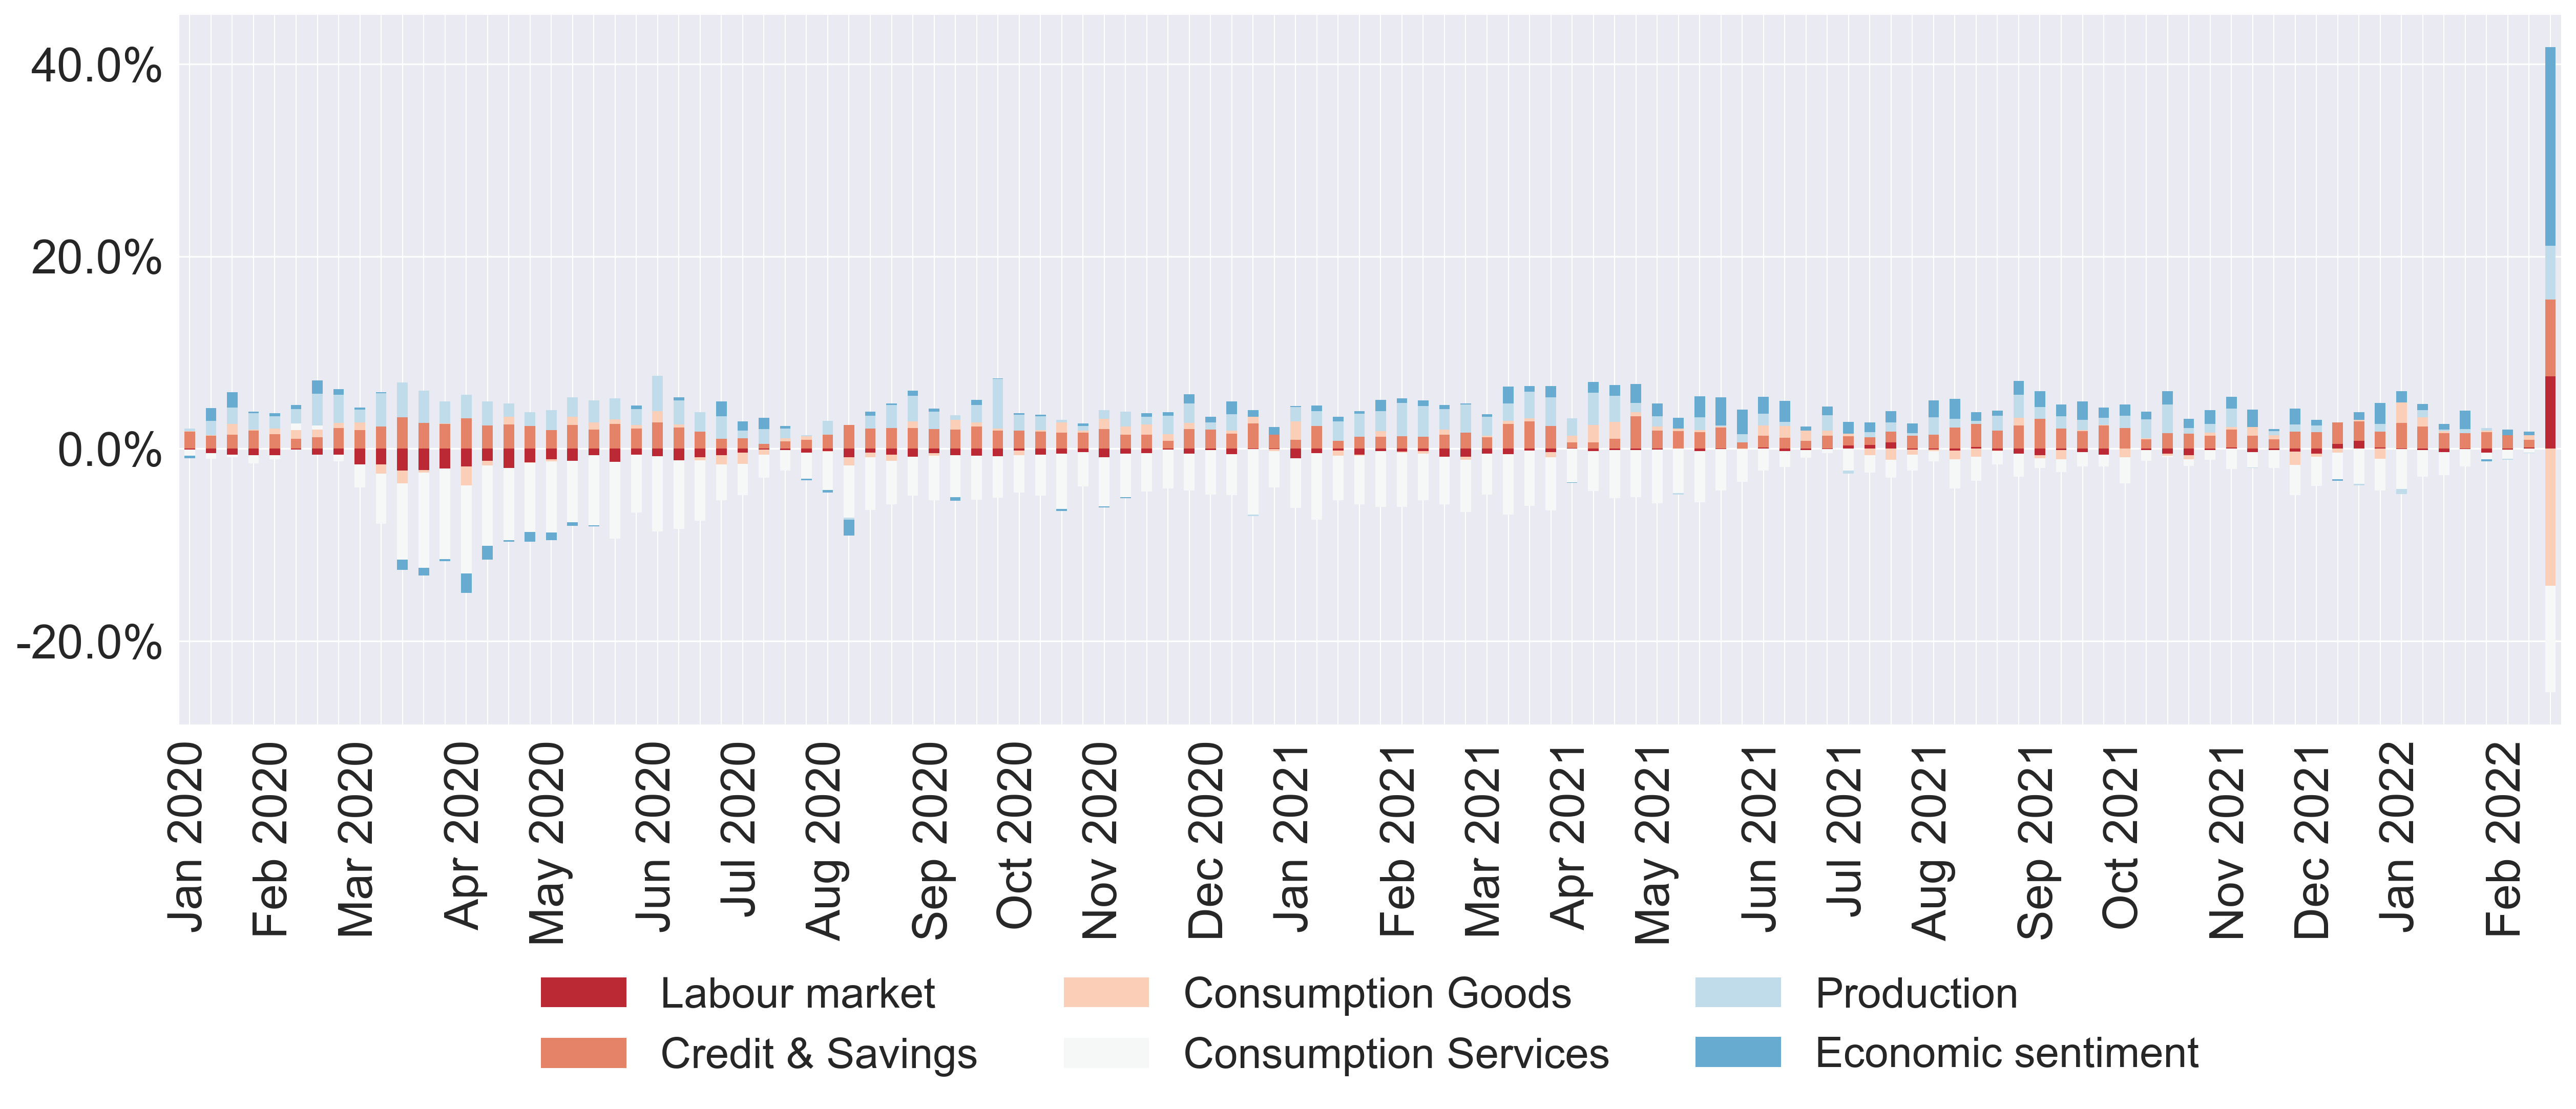 40.0%
20.0%
0.0%
-20.0%
Jan 2020
Feb 2020
Mar 2020
Apr 2020
May 2020
Jun 2020
Jul 2020
Aug 2020
Sep 2020
Oct 2020
Nov 2020
Dec 2020
Jan 2021
Feb 2021
Mar 2021
Apr 2021
May 2021
Jun 2021
Jul 2021
Aug 2021
Sep 2021
Oct 2021
Nov 2021
Dec 2021
Jan 2022
Feb 2022
Labour market
Credit & Savings
Consumption Goods
Consumption Services
Production
Economic sentiment